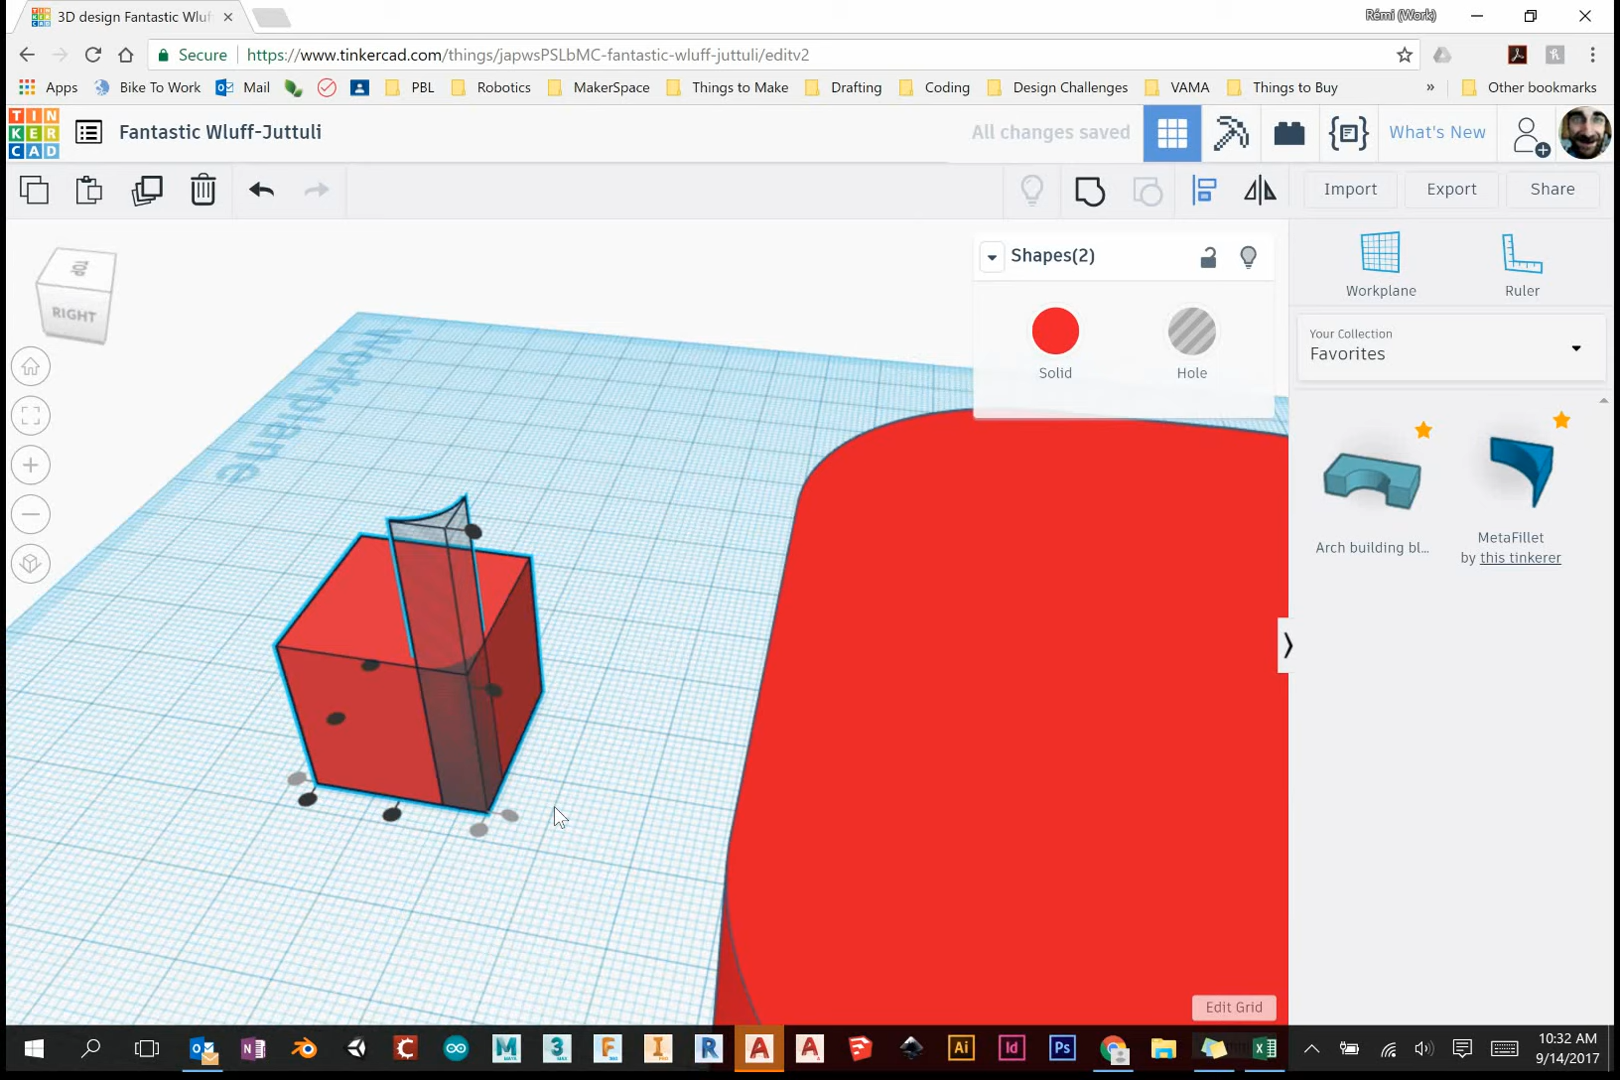 3D design Fantastic Wluf
Rémi (Work)
Secure
https://www.tinkercad.com/things/japwsPSLbMC-fantastic-wluff-juttuli/editv2
Apps
Bike To Work
Mail
PBL
Robotics
MakerSpace
Things to Make
Drafting
Coding
Design Challenges
VAMA
Things to Buy
»
Other bookmarks
TIN
KER
CAD
Fantastic Wluff-Juttuli
All changes saved
What's New
Import
Export
Share
TOP
RIGHT
Shapes(2)
Solid
Hole
Workplane
Ruler
Your Collection
Favorites
Workplane
Arch building bl...
MetaFillet
by this tinkerer
Edit Grid
10:32 AM
9/14/2017